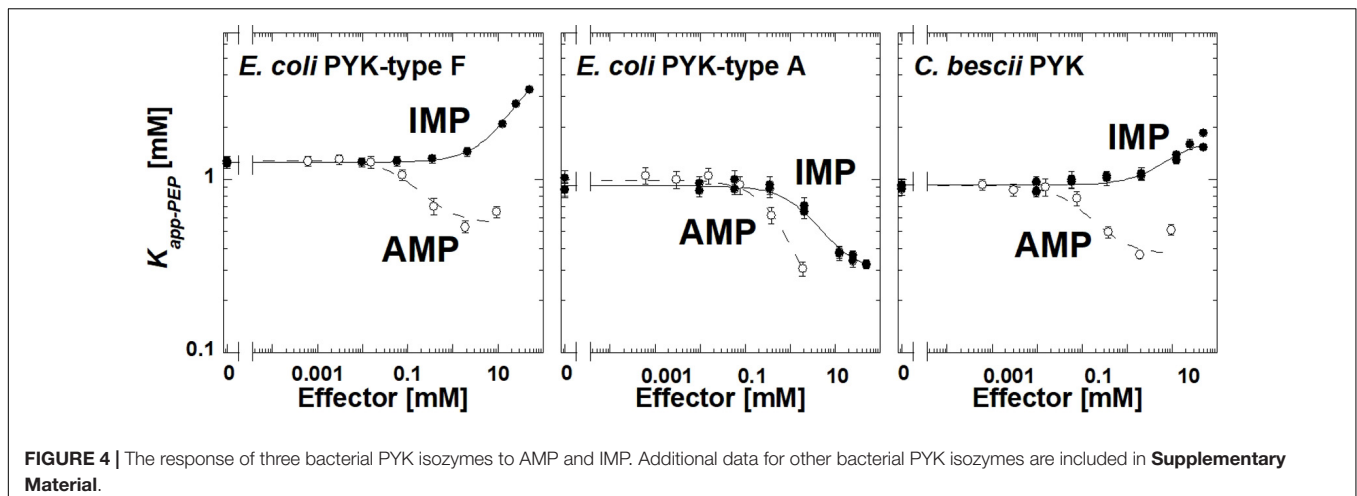 E. coli PYK-type F
E. coli PYK-type A
C. bescii PYK
IMP
AMP
IMP
AMP
IMP
AMP
K app-PEP [mM]
1
0.1
0 0.001 0.1 10
0 0.001 0.1 10
0 0.001 0.1 10
Effector [mM]
Effector [mM]
Effector [mM]
FIGURE 4 | The response of three bacterial PYK isozymes to AMP and IMP. Additional data for other bacterial PYK isozymes are included in Supplementary
Material.